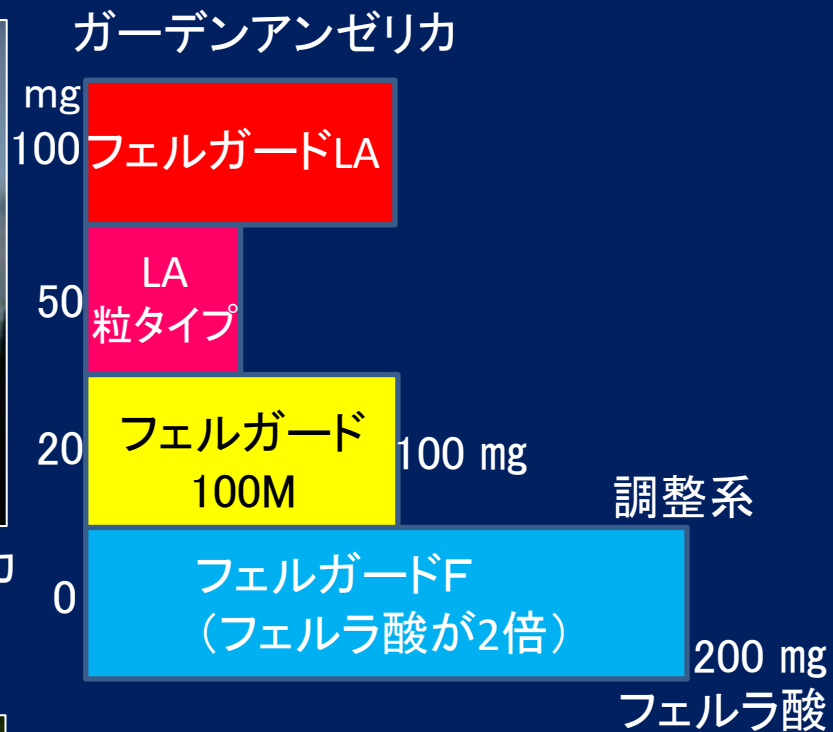 ガーデンアンゼリカ
mg
100
フェルガードLA
50
LA
粒タイプ
20
フェルガード
100M
100 mg
調整系
カ
0
フェルガードF
(フェルラ酸が2倍)
200 mg
フェルラ酸